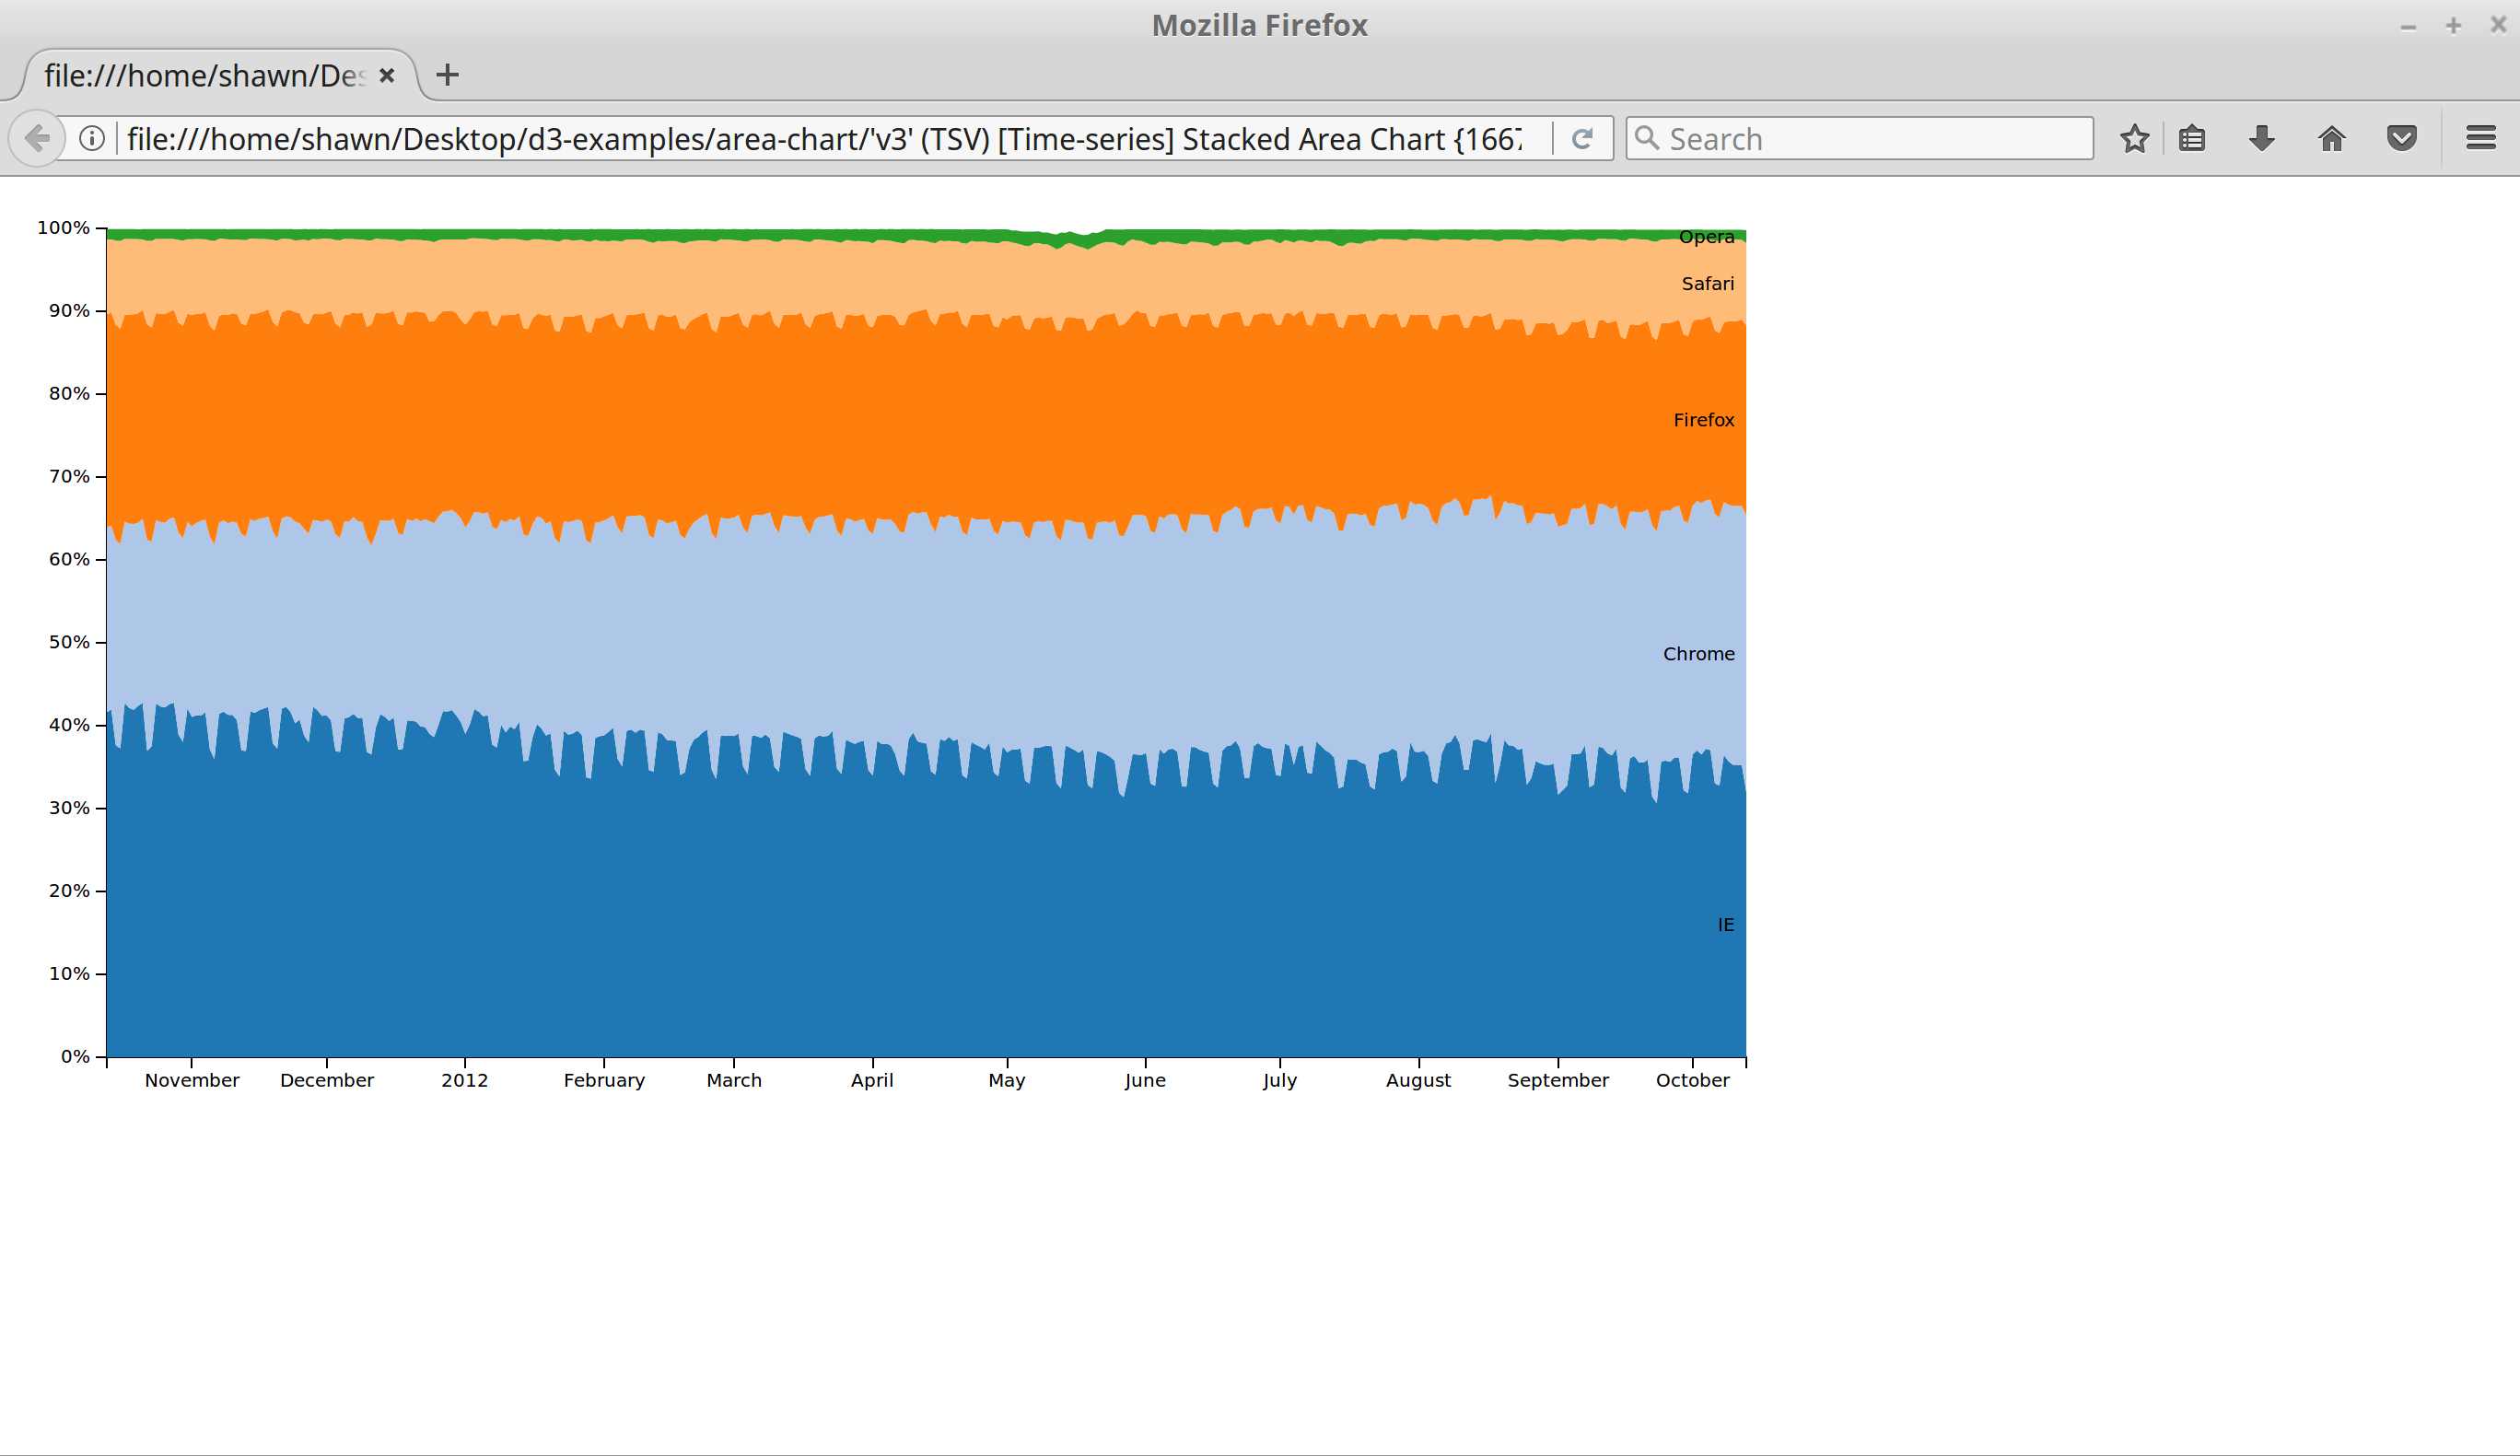 Mozilla Firefox
file:///home/shawn/Des
file:///home/shawn/Desktop/d3-examples/area-chart/'v3' (TSV) [Time-series] Stacked Area Chart {166
Search
100%
90%
80%
70%
60%
50%
40%
30%
20%
10%
0%
Opera
Safari
Firefox
Chrome
IE
November December 2012 February March April May June July August September October